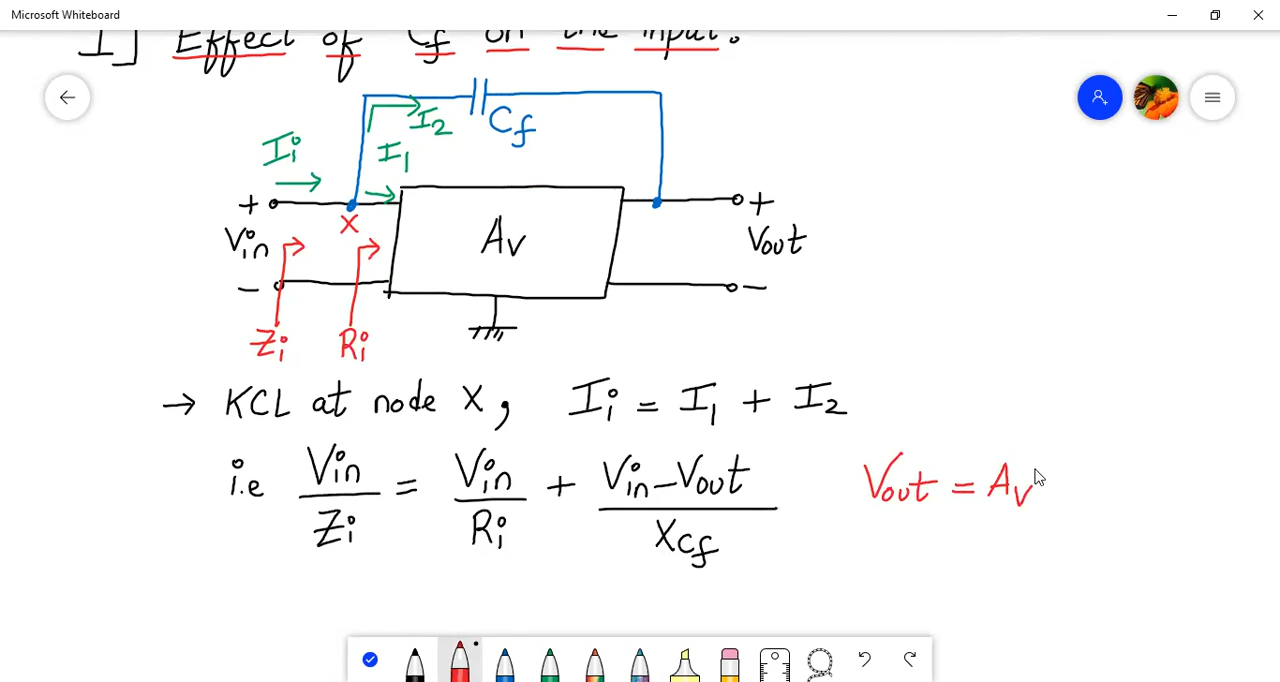 Microsoft Whiteboard
I] Effect of Cf on the input.
Cf
I2
Ii
I1
+ +
X
Vin Av Vout
- -
Zi Ri
→ KCL at node X, Ii = I1 + I2
i.e Vin/Zi = Vin/Ri + Vin-Vout/XCf Vout = Av